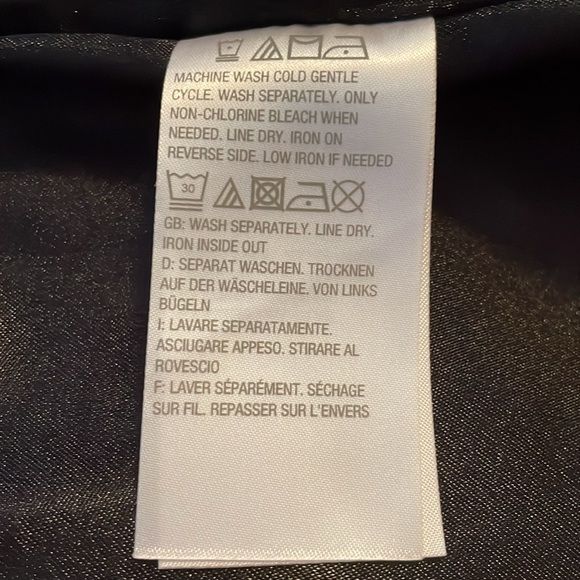 MACHINE WASH COLD GENTLE
CYCLE. WASH SEPARATELY. ONLY
NON-CHLORINE BLEACH WHEN
NEEDED. LINE DRY. IRON ON
REVERSE SIDE. LOW IRON IF NEEDED
30
GB: WASH SEPARATELY. LINE DRY.
IRON INSIDE OUT
D: SEPARAT WASCHEN. TROCKNEN
AUF DER WÄSCHELEINE. VON LINKS
BÜGELN
I: LAVARE SEPARATAMENTE.
ASCIUGARE APPESO. STIRARE AL
ROVESCIO
F: LAVER SÉPARÉMENT. SÉCHAGE
SUR FIL. REPASSER SUR L'ENVERS